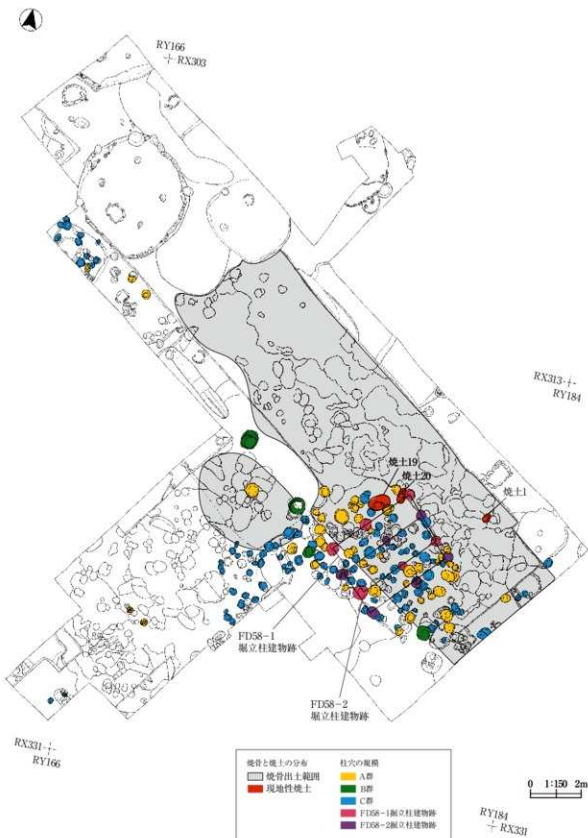 RY166
RX303
RX313
RY184
焼土19
焼土20
焼土1
FD58-1
掘立柱建物跡
FD58-2
掘立柱建物跡
RX331
RY166
焼骨と焼土の分布
焼骨出土範囲
現地性焼土
柱穴の規模
A群
B群
C群
FD58-1掘立柱建物跡
FD58-2掘立柱建物跡
0 1:150 2m
RY184
RX331